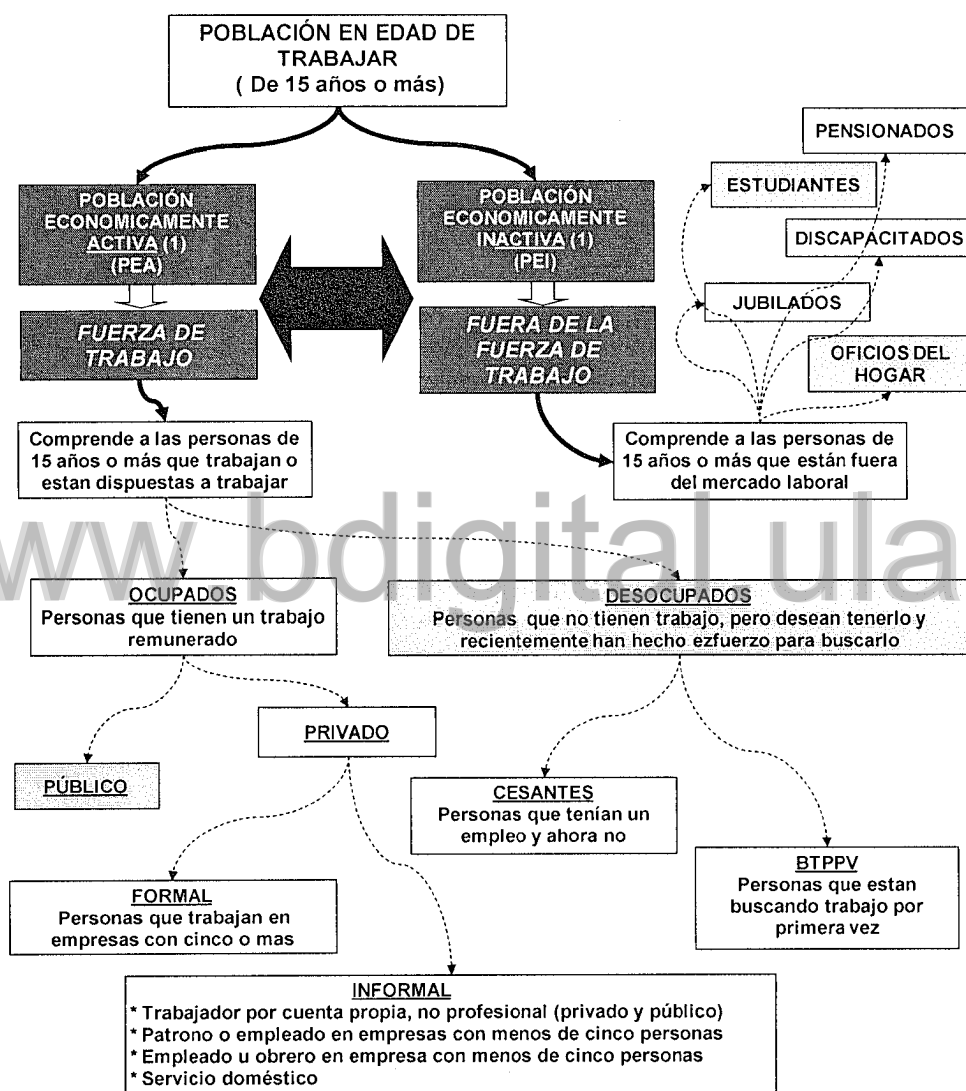 POBLACIÓN EN EDAD DE
TRABAJAR
( De 15 años o más)
POBLACIÓN
ECONOMICAMENTE
ACTIVA (1)
(PEA)
FUERZA DE
TRABAJO
POBLACIÓN
ECONOMICAMENTE
INACTIVA (1)
(PEI)
FUERA DE LA
FUERZA DE
TRABAJO
PENSIONADOS
ESTUDIANTES
DISCAPACITADOS
JUBILADOS
OFICIOS DEL
HOGAR
Comprende a las personas de
15 años o más que trabajan o
estan dispuestas a trabajar
Comprende a las personas de
15 años o más que están fuera
del mercado laboral
www.bdigital.ula
OCUPADOS
Personas que tienen un trabajo
remunerado
DESOCUPADOS
Personas que no tienen trabajo, pero desean tenerlo y
recientemente han hecho ezfuerzo para buscarlo
PRIVADO
PÚBLICO
CESANTES
Personas que tenían un
empleo y ahora no
BTPPV
Personas que estan
buscando trabajo por
primera vez
FORMAL
Personas que trabajan en
empresas con cinco o mas
INFORMAL
* Trabajador por cuenta propia, no profesional (privado y público)
* Patrono o empleado en empresas con menos de cinco personas
* Empleado u obrero en empresa con menos de cinco personas
* Servicio doméstico